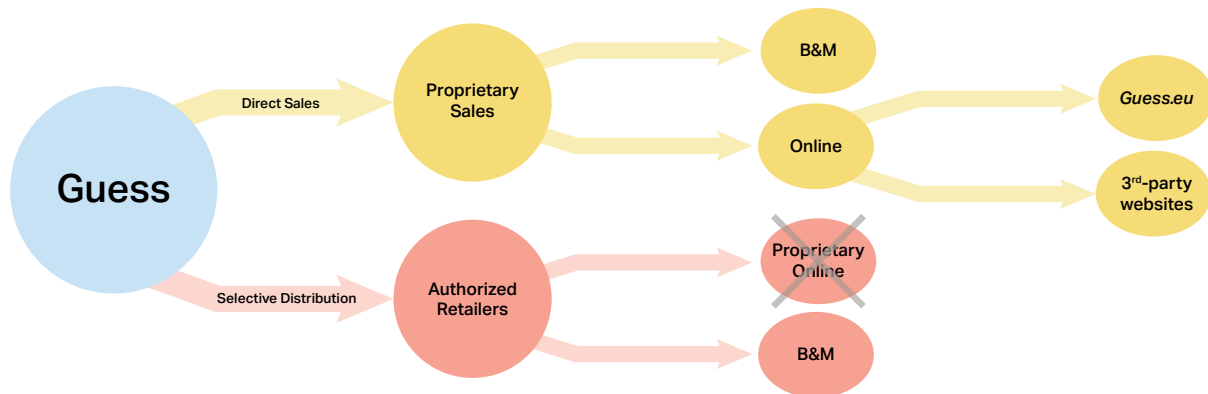 Guess
Direct Sales
Selective Distribution
Proprietary
Sales
Authorized
Retailers
B&M
Online
Proprietary
Online
B&M
Guess.eu
3rd-party
websites